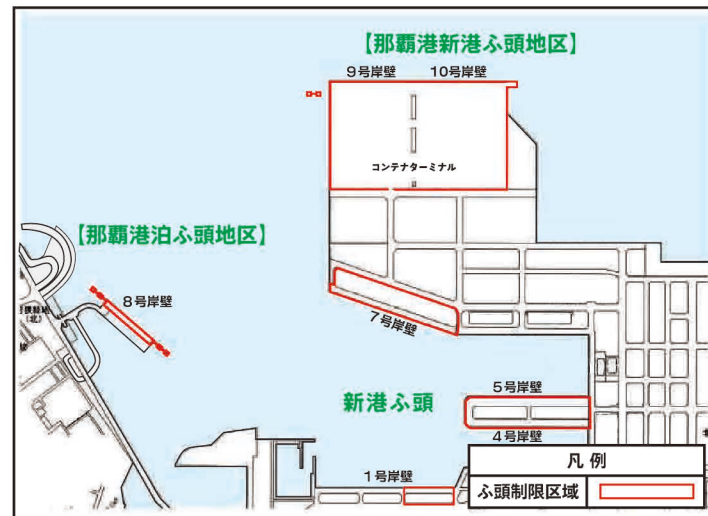 【那覇港新港ふ頭地区】
9号岸壁
10号岸壁
コンテナターミナル
【那覇港泊ふ頭地区】
8号岸壁
7号岸壁
新港ふ頭
5号岸壁
4号岸壁
1号岸壁
凡 例
ふ頭制限区域